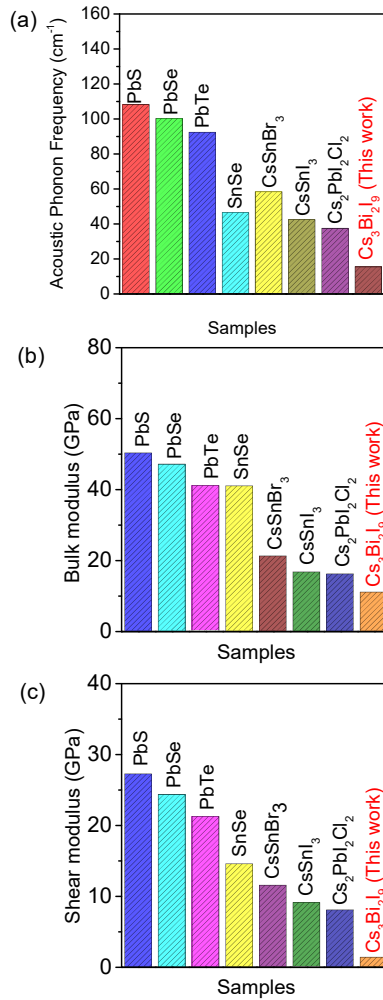 (a)
Acoustic Phonon Frequency (cm⁻¹)
160
140
120
100
80
60
40
20
0
PbS
PbSe
PbTe
SnSe
CsSnBr₃
CsSnI₃
Cs₂PbI₂Cl₂
Cs₃Bi₂I₉ (This work)
Samples
(b)
Bulk modulus (GPa)
80
60
40
20
0
PbS
PbSe
PbTe
SnSe
CsSnBr₃
CsSnI₃
Cs₂PbI₂Cl₂
Cs₃Bi₂I₉ (This work)
Samples
(c)
Shear modulus (GPa)
40
30
20
10
0
PbS
PbSe
PbTe
SnSe
CsSnBr3
CsSnI₃
Cs₂PbI₂Cl₂
Cs₃Bi₂I₉ (This work)
Samples